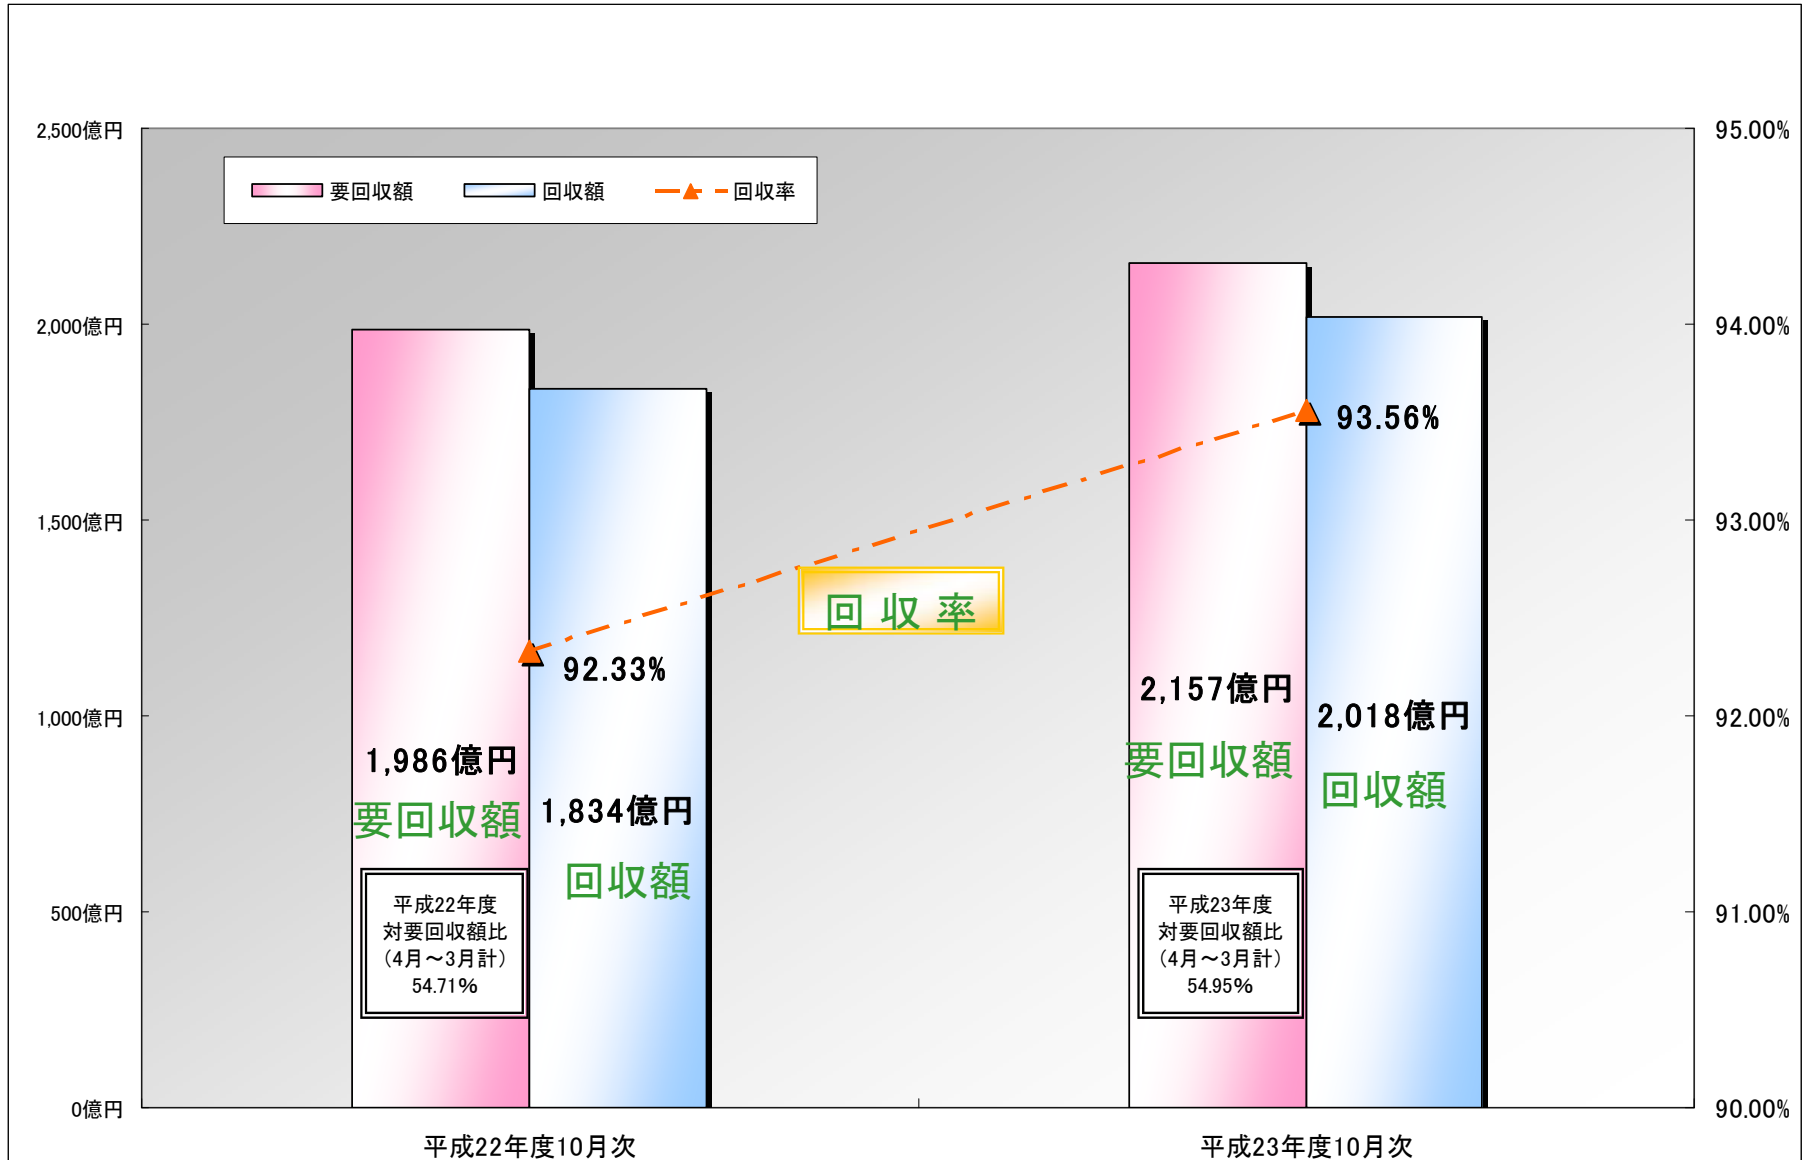 2,500億円
2,000億円
1,500億円
1,000億円
500億円
0億円
要回収額 回収額 回収率
95.00%
94.00%
93.00%
92.00%
91.00%
90.00%
93.56%
回収率
92.33%
1,986億円
要回収額
1,834億円
回収額
平成22年度
対要回収額比
（4月～3月計）
54.71%
2,157億円
要回収額
2,018億円
回収額
平成23年度
対要回収額比
（4月～3月計）
54.95%
平成22年度10月次
平成23年度10月次